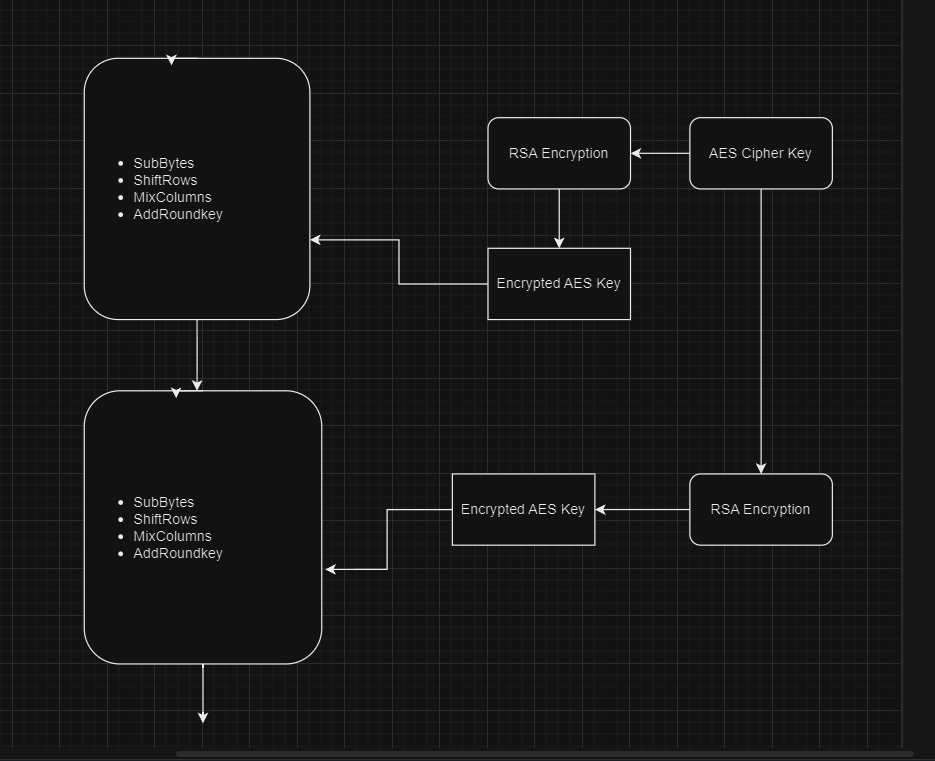 SubBytes
ShiftRows
MixColumns
AddRoundkey
RSA Encryption
AES Cipher Key
Encrypted AES Key
SubBytes
ShiftRows
MixColumns
AddRoundkey
Encrypted AES Key
RSA Encryption